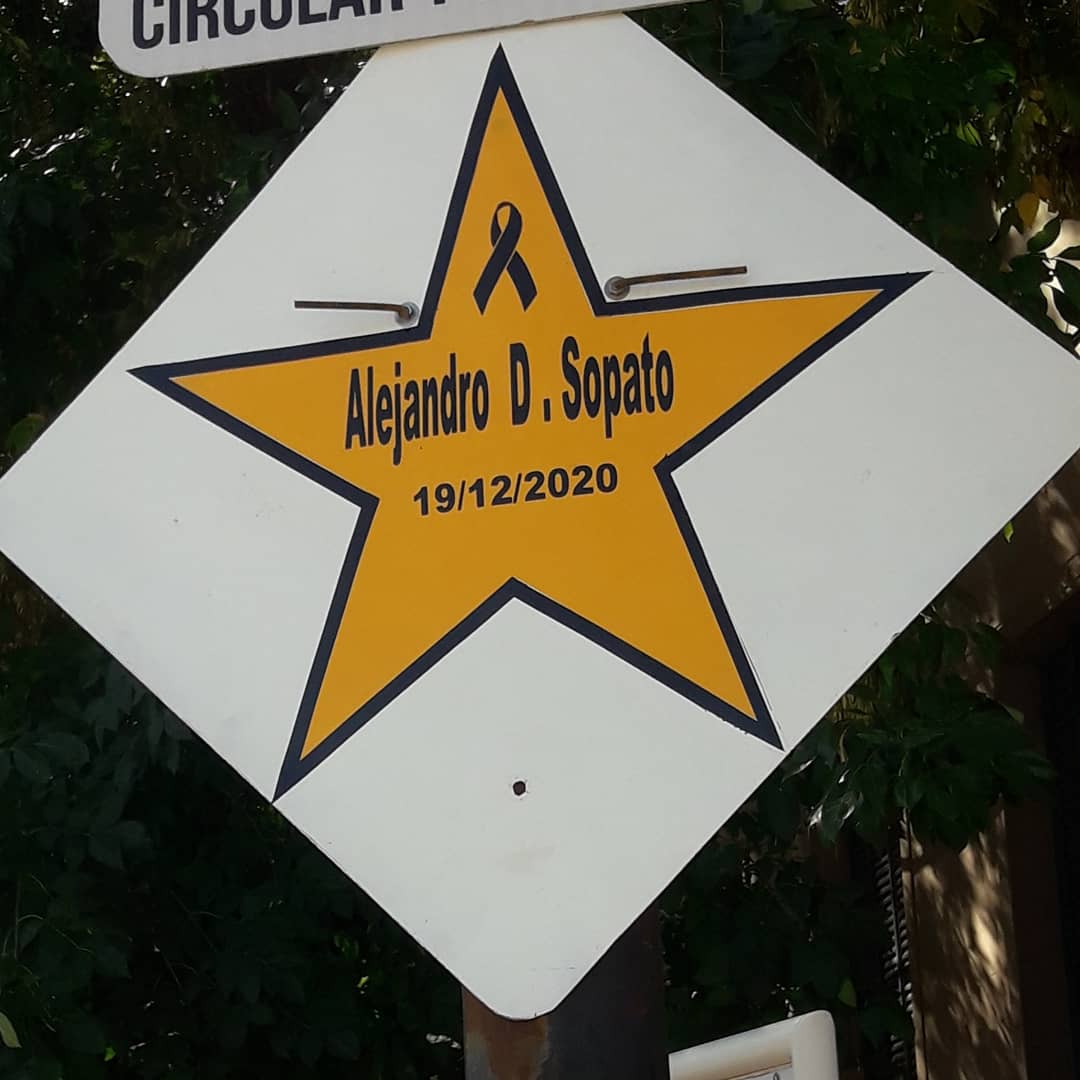 CIRCULAR
Alejandro D. Sopato
19/12/2020